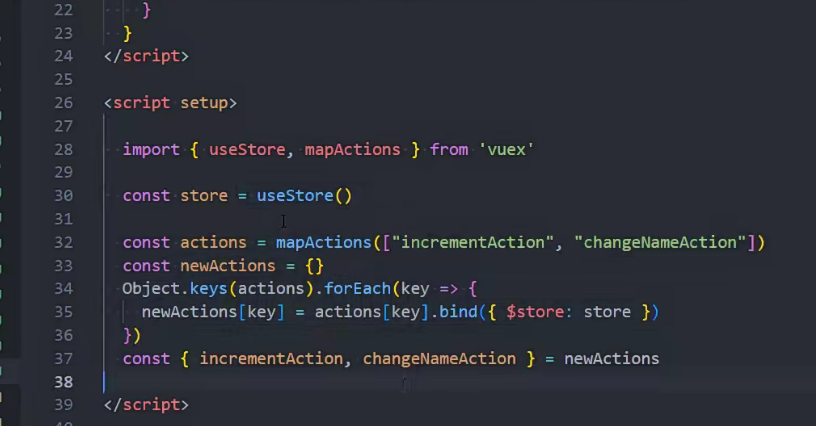 22 }
23 }
24 </script>
25
26 <script setup>
27
28 import { useStore, mapActions } from 'vuex'
29
30 const store = useStore()
31
32 const actions = mapActions(["incrementAction", "changeNameAction"])
33 const newActions = {}
34 Object.keys(actions).forEach(key => {
35 newActions[key] = actions[key].bind({ $store: store })
36 })
37 const { incrementAction, changeNameAction } = newActions
38
39 </script>